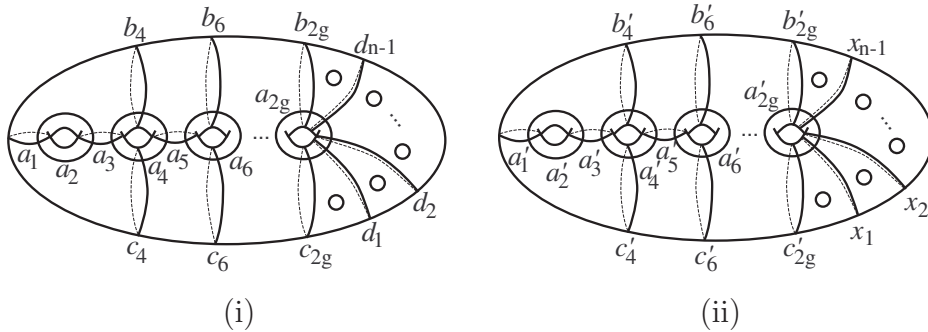 b₄ b₆ b₂g dₙ₋₁ b′₄ b′₆ b′₂g xₙ₋₁
a₂g a′₂g
... ... ... ...
a₁ a₂ a₃ a₄ a₅ a₆ a′₁ a′₂ a′₃ a′₄ a′₅ a′₆
d₂ x₂
d₁ x₁
c₄ c₆ c₂g c′₄ c′₆ c′₂g
(i) (ii)